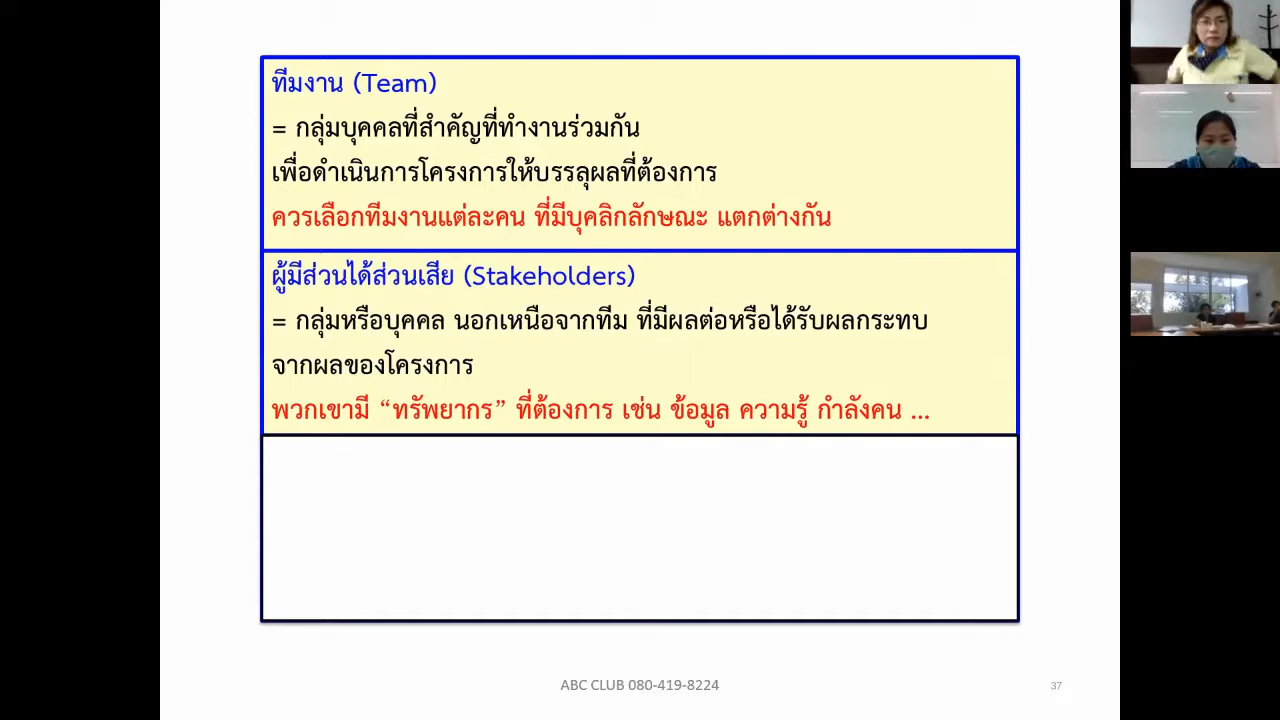 ทีมงาน (Team)
= กลุ่มบุคคลที่สำคัญที่ทำงานร่วมกัน
เพื่อดำเนินการโครงการให้บรรลุผลที่ต้องการ
ควรเลือกทีมงานแต่ละคน ที่มีบุคลิกลักษณะ แตกต่างกัน
ผู้มีส่วนได้ส่วนเสีย (Stakeholders)
= กลุ่มหรือบุคคล นอกเหนือจากทีม ที่มีผลต่อหรือได้รับผลกระทบ
จากผลของโครงการ
พวกเขามี “ทรัพยากร” ที่ต้องการ เช่น ข้อมูล ความรู้ กำลังคน ...
ABC CLUB 080-419-8224
37